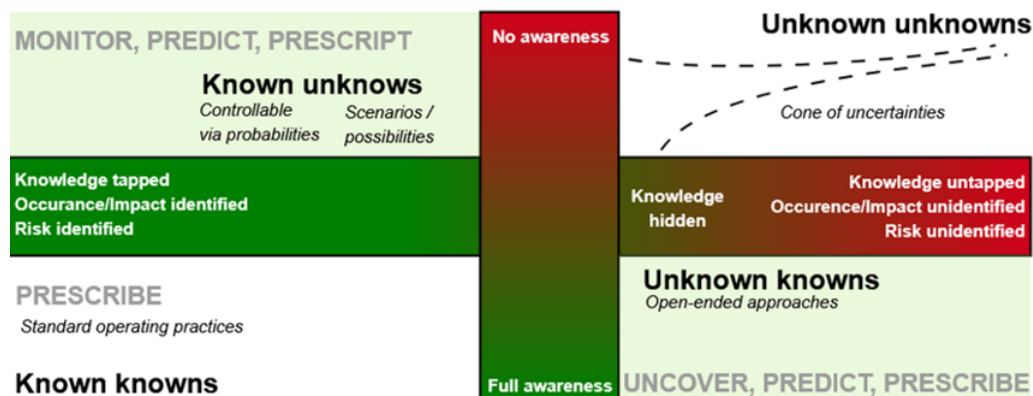 MONITOR, PREDICT, PRESCRIPT
Known unknows
Controllable
via probabilities
Scenarios /
possibilities
No awareness
Unknown unknowns
Cone of uncertainties
Knowledge tapped
Occurance/Impact identified
Risk identified
Knowledge
hidden
Knowledge untapped
Occurence/Impact unidentified
Risk unidentified
PRESCRIBE
Standard operating practices
Known knowns
Full awareness
Unknown knowns
Open-ended approaches
UNCOVER, PREDICT, PRESCRIBE